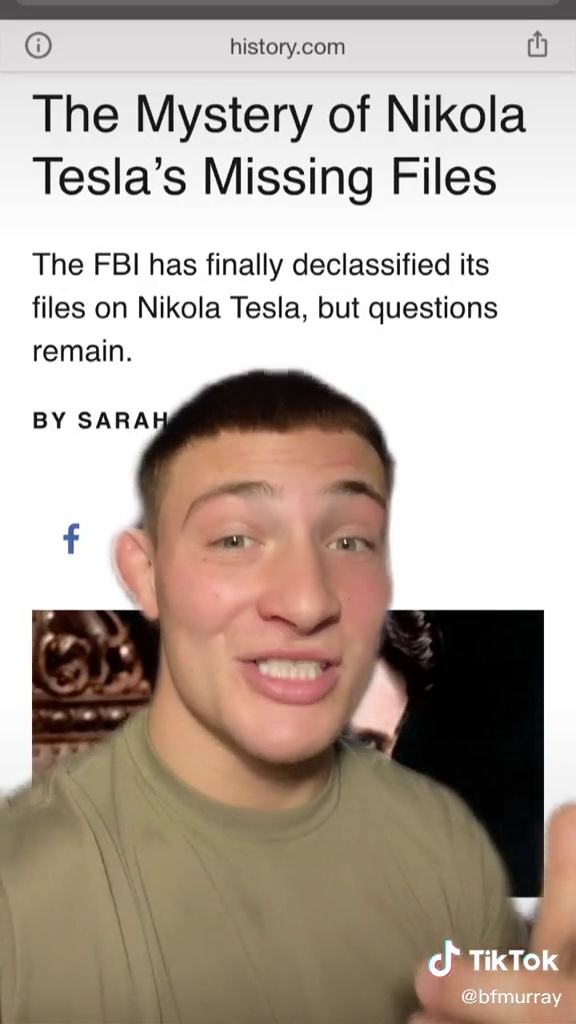 history.com
The Mystery of Nikola
Tesla's Missing Files
The FBI has finally declassified its
files on Nikola Tesla, but questions
remain.
BY SARAH
f
TikTok
@bfmurray